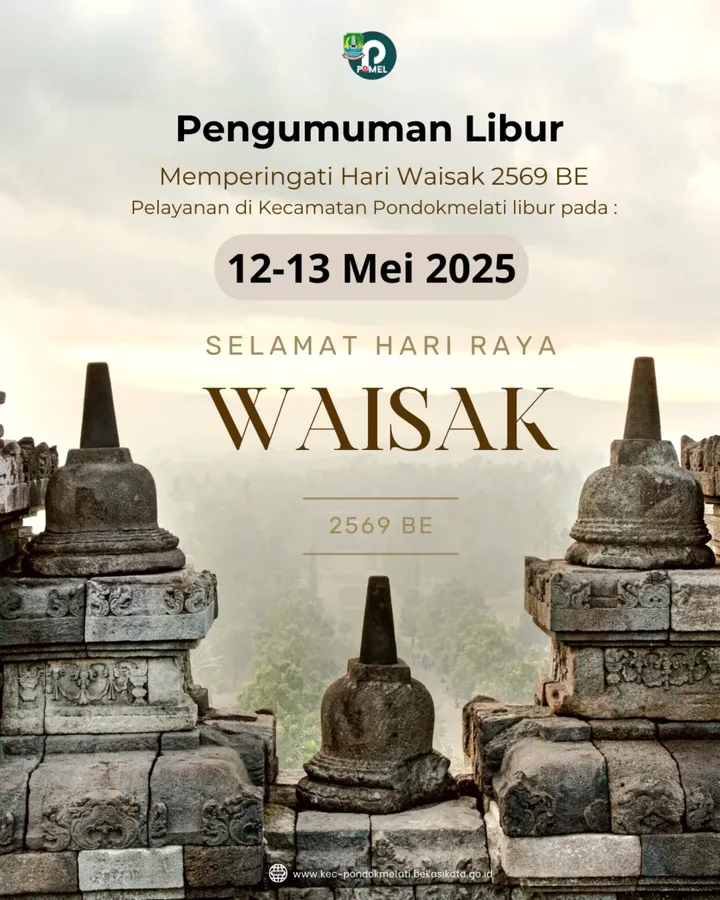 POMEL
Pengumuman Libur
Memperingati Hari Waisak 2569 BE
Pelayanan di Kecamatan Pondokmelati libur pada :
12-13 Mei 2025
SELAMAT HARI RAYA
WAISAK
2569 BE
www.kec-pondokmelati.bekasikota.go.id